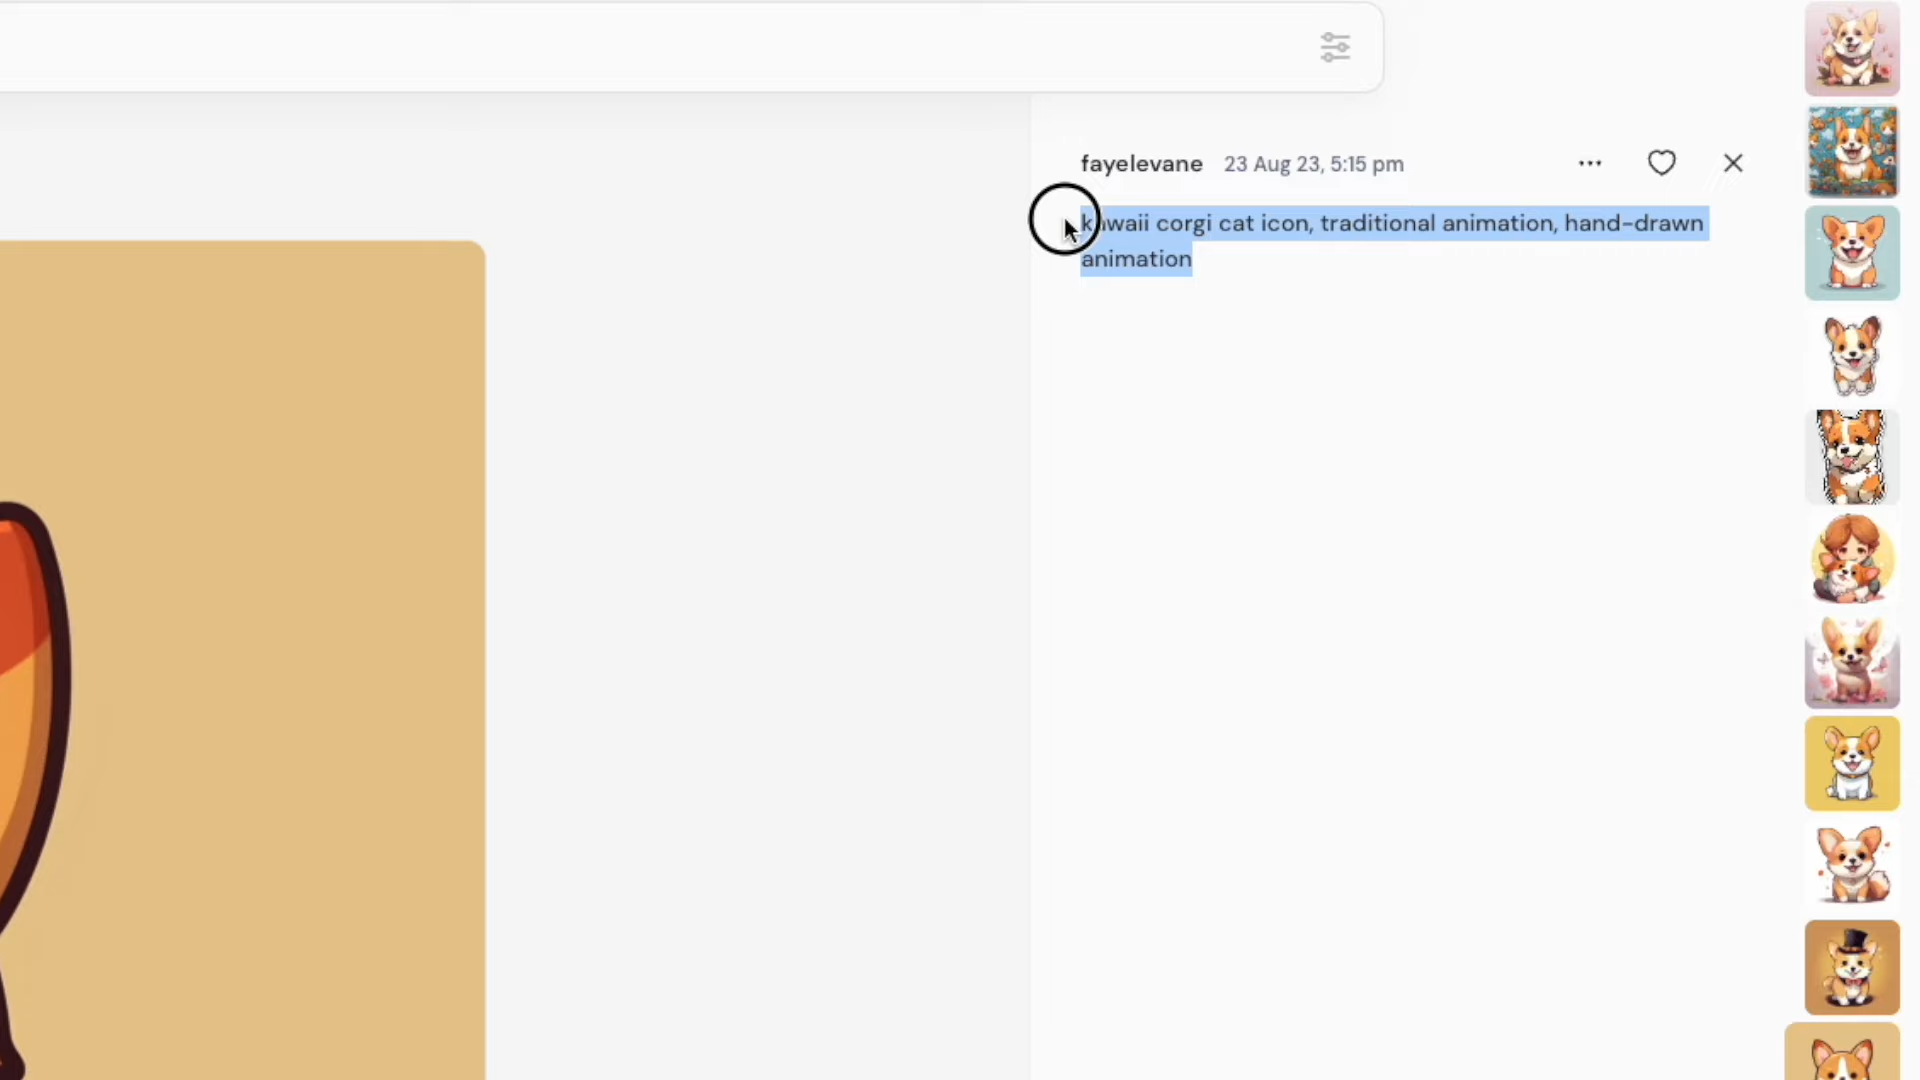 fayelevane 23 Aug 23, 5:15 pm
kawaii corgi cat icon, traditional animation, hand-drawn
animation